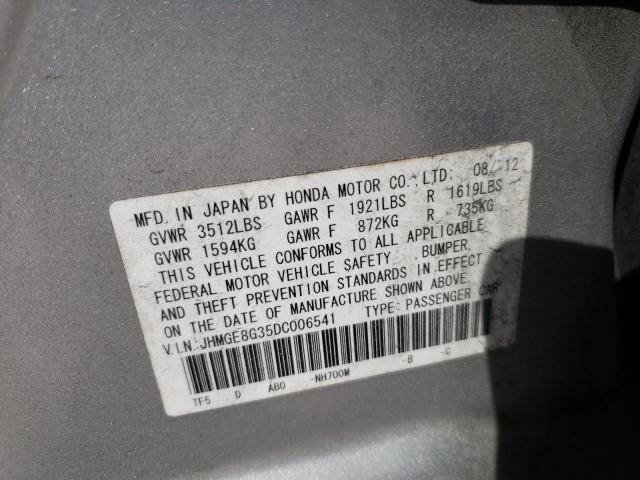 MFD. IN JAPAN BY HONDA MOTOR CO., LTD. 08/12
GVWR 3512LBS GAWR F 1921LBS R 1619LBS
GVWR 1594KG GAWR F 872KG R 735KG
THIS VEHICLE CONFORMS TO ALL APPLICABLE
FEDERAL MOTOR VEHICLE SAFETY, BUMPER,
AND THEFT PREVENTION STANDARDS IN EFFECT
ON THE DATE OF MANUFACTURE SHOWN ABOVE.
V.I.N.:JHMGE8G35DC006541 TYPE: PASSENGER CAR
TF5 D AB0 -NH700M -B -C